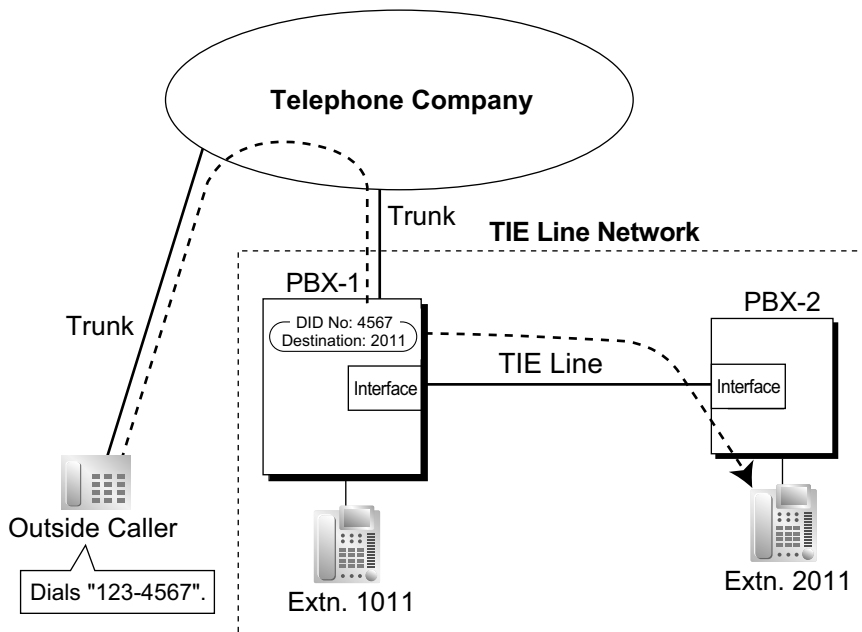 Telephone Company
Trunk
TIE Line Network
PBX-1
PBX-2
Trunk
DID No: 4567
Destination: 2011
TIE Line
Interface
Interface
Outside Caller
Dials "123-4567".
Extn. 1011
Extn. 2011